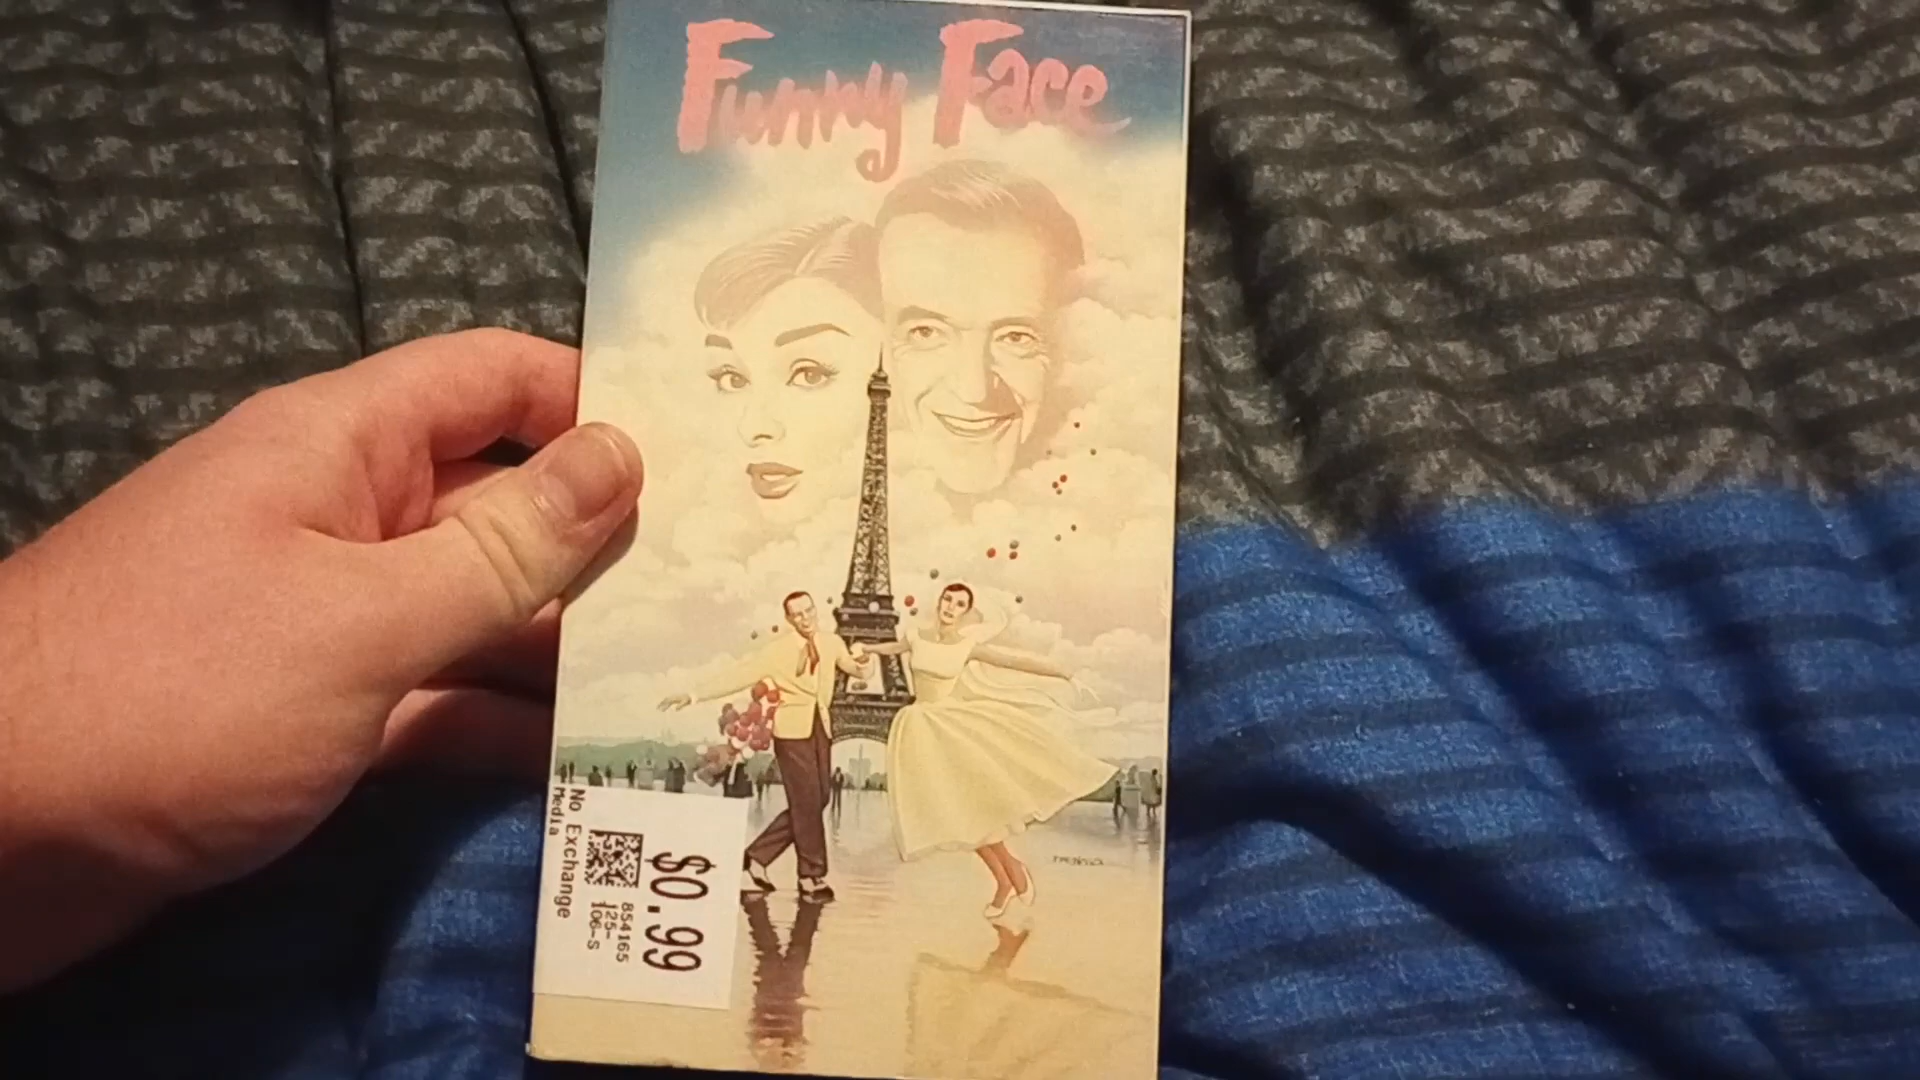 Funny Face
$0.99
854165
125-
106-S
No Exchange
Media